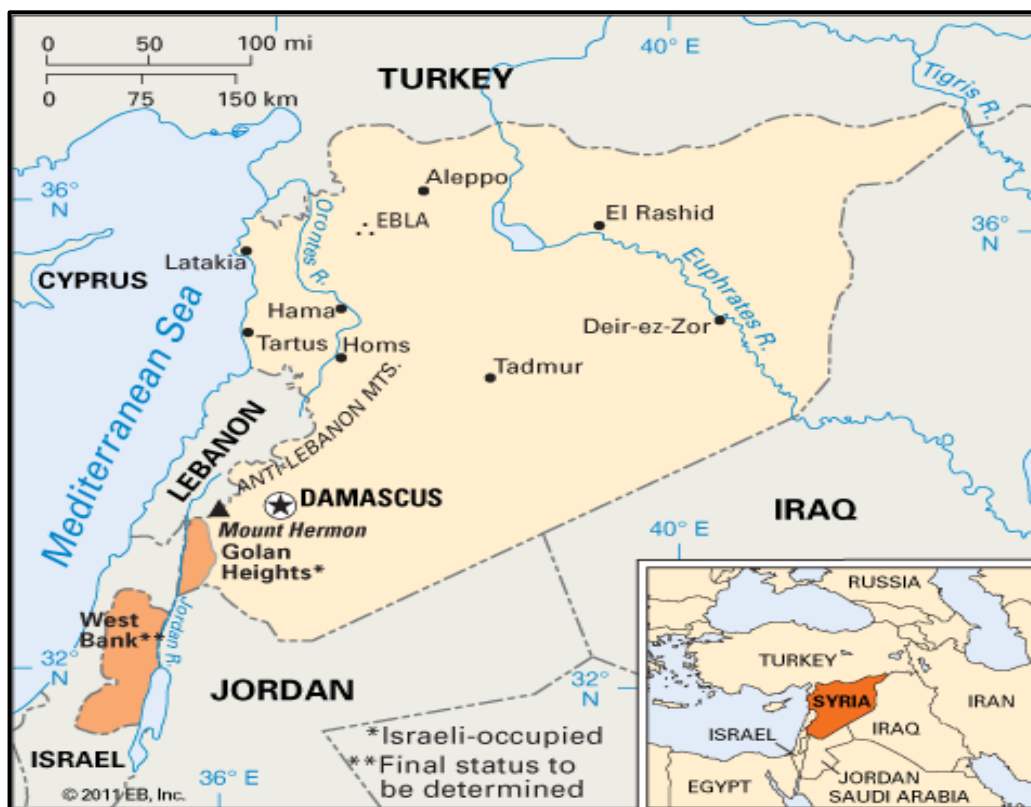 0 50 100 mi
0 75 150 km
40° E
TURKEY
Tigris R.
36°
N
Aleppo
EBLA
Orontes R.
El Rashid
36°
N
Latakia
CYPRUS
Euphrates R.
Hama
Deir-ez-Zor
Tartus
Homs
Tadmur
Mediterranean Sea
LEBANON
ANTI-LEBANON MTS.
DAMASCUS
IRAQ
Mount Hermon
Golan
Heights*
40° E
West
Bank**
Jordan R.
32°
N
JORDAN
32°
N
*Israeli-occupied
**Final status to
be determined
ISRAEL
36° E
© 2011 EB, Inc.
RUSSIA
TURKEY
SYRIA
IRAN
ISRAEL
IRAQ
EGYPT
JORDAN
SAUDI ARABIA